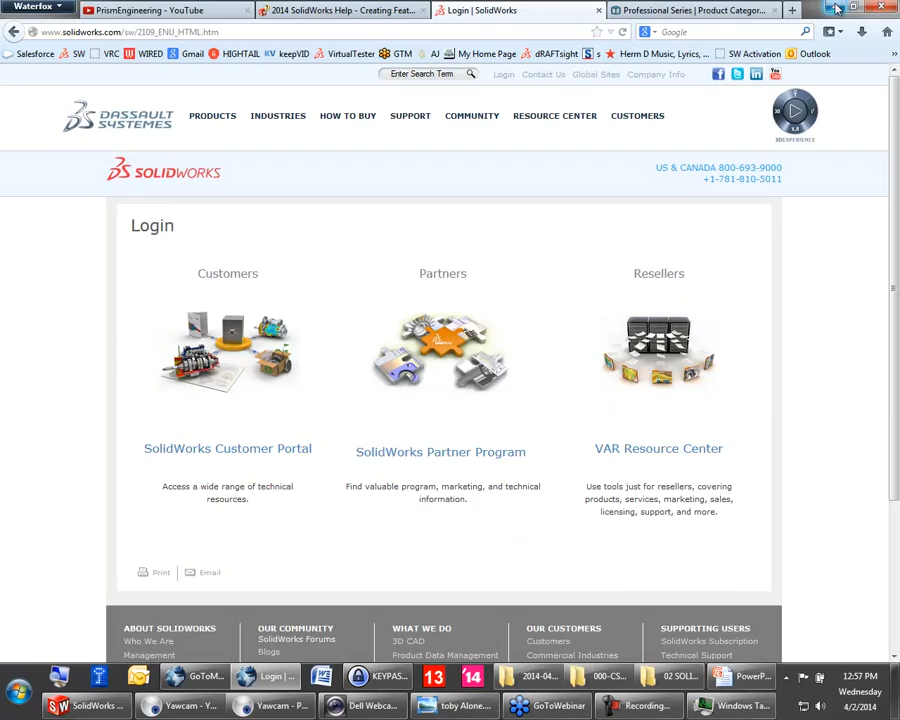 Waterfox
PrismEngineering - YouTube
2014 SolidWorks Help - Creating Feat...
Login | SolidWorks
Professional Series | Product Categor...
www.solidworks.com/sw/2109_ENU_HTML.htm
Google
Salesforce
SW
VRC
WIRED
Gmail
HIGHTAIL
KV keepVID
VirtualTester
GTM
My Home Page
dRAFTsight
S s
Herm D Music, Lyrics, ...
SW Activation
Outlook
Enter Search Term
Login
Contact Us
Global Sites
Company Info
DASSAULT SYSTEMES
PRODUCTS
INDUSTRIES
HOW TO BUY
SUPPORT
COMMUNITY
RESOURCE CENTER
CUSTOMERS
3DEXPERIENCE
SOLIDWORKS
US & CANADA 800-693-9000
+1-781-810-5011
Login
Customers
Partners
Resellers
SolidWorks Customer Portal
SolidWorks Partner Program
VAR Resource Center
Access a wide range of technical
resources.
Find valuable program, marketing, and technical
information.
Use tools just for resellers, covering
products, services, marketing, sales,
licensing, support, and more.
Print
Email
ABOUT SOLIDWORKS
Who We Are
Management
OUR COMMUNITY
SolidWorks Forums
Blogs
WHAT WE DO
3D CAD
Product Data Management
OUR CUSTOMERS
Customers
Commercial Industries
SUPPORTING USERS
SolidWorks Subscription
Technical Support
GoToM...
Login | ...
KEYPAS...
13
14
2014-04...
000-CS...
02 SOLI...
PowerP...
12:57 PM
Wednesday
4/2/2014
SolidWorks ...
Yawcam - Y...
Yawcam - P...
Dell Webca...
toby Alone....
GoToWebinar
Recording...
Windows Ta...